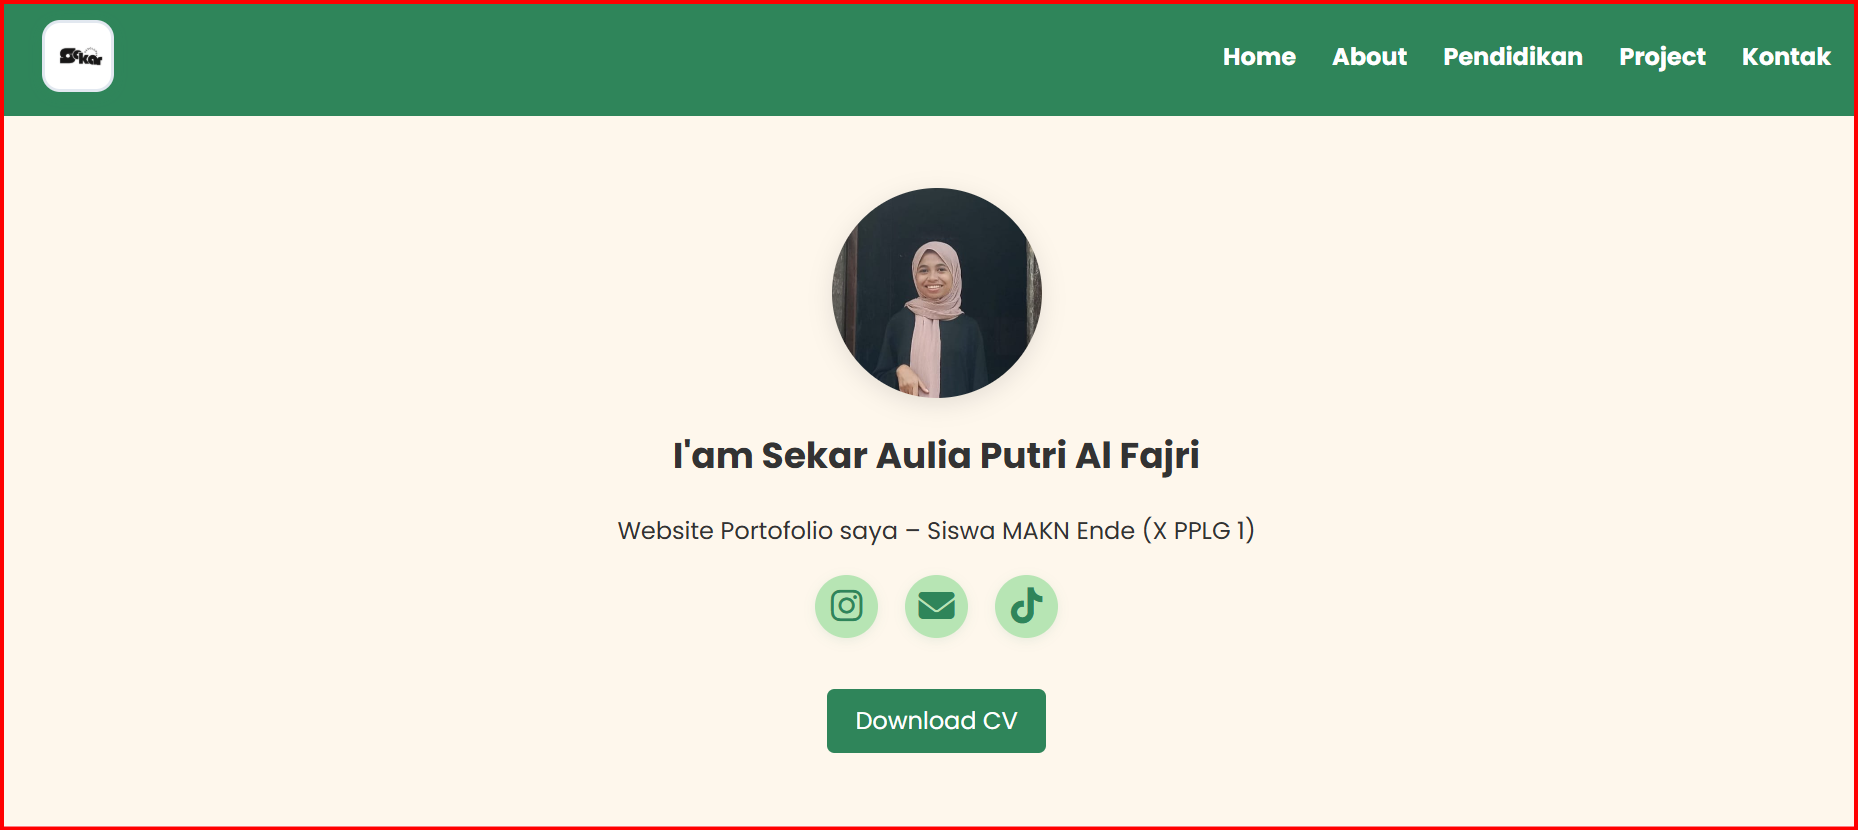 Sekar
Home About Pendidikan Project Kontak
I'am Sekar Aulia Putri Al Fajri
Website Portofolio saya – Siswa MAKN Ende (X PPLG 1)
Download CV